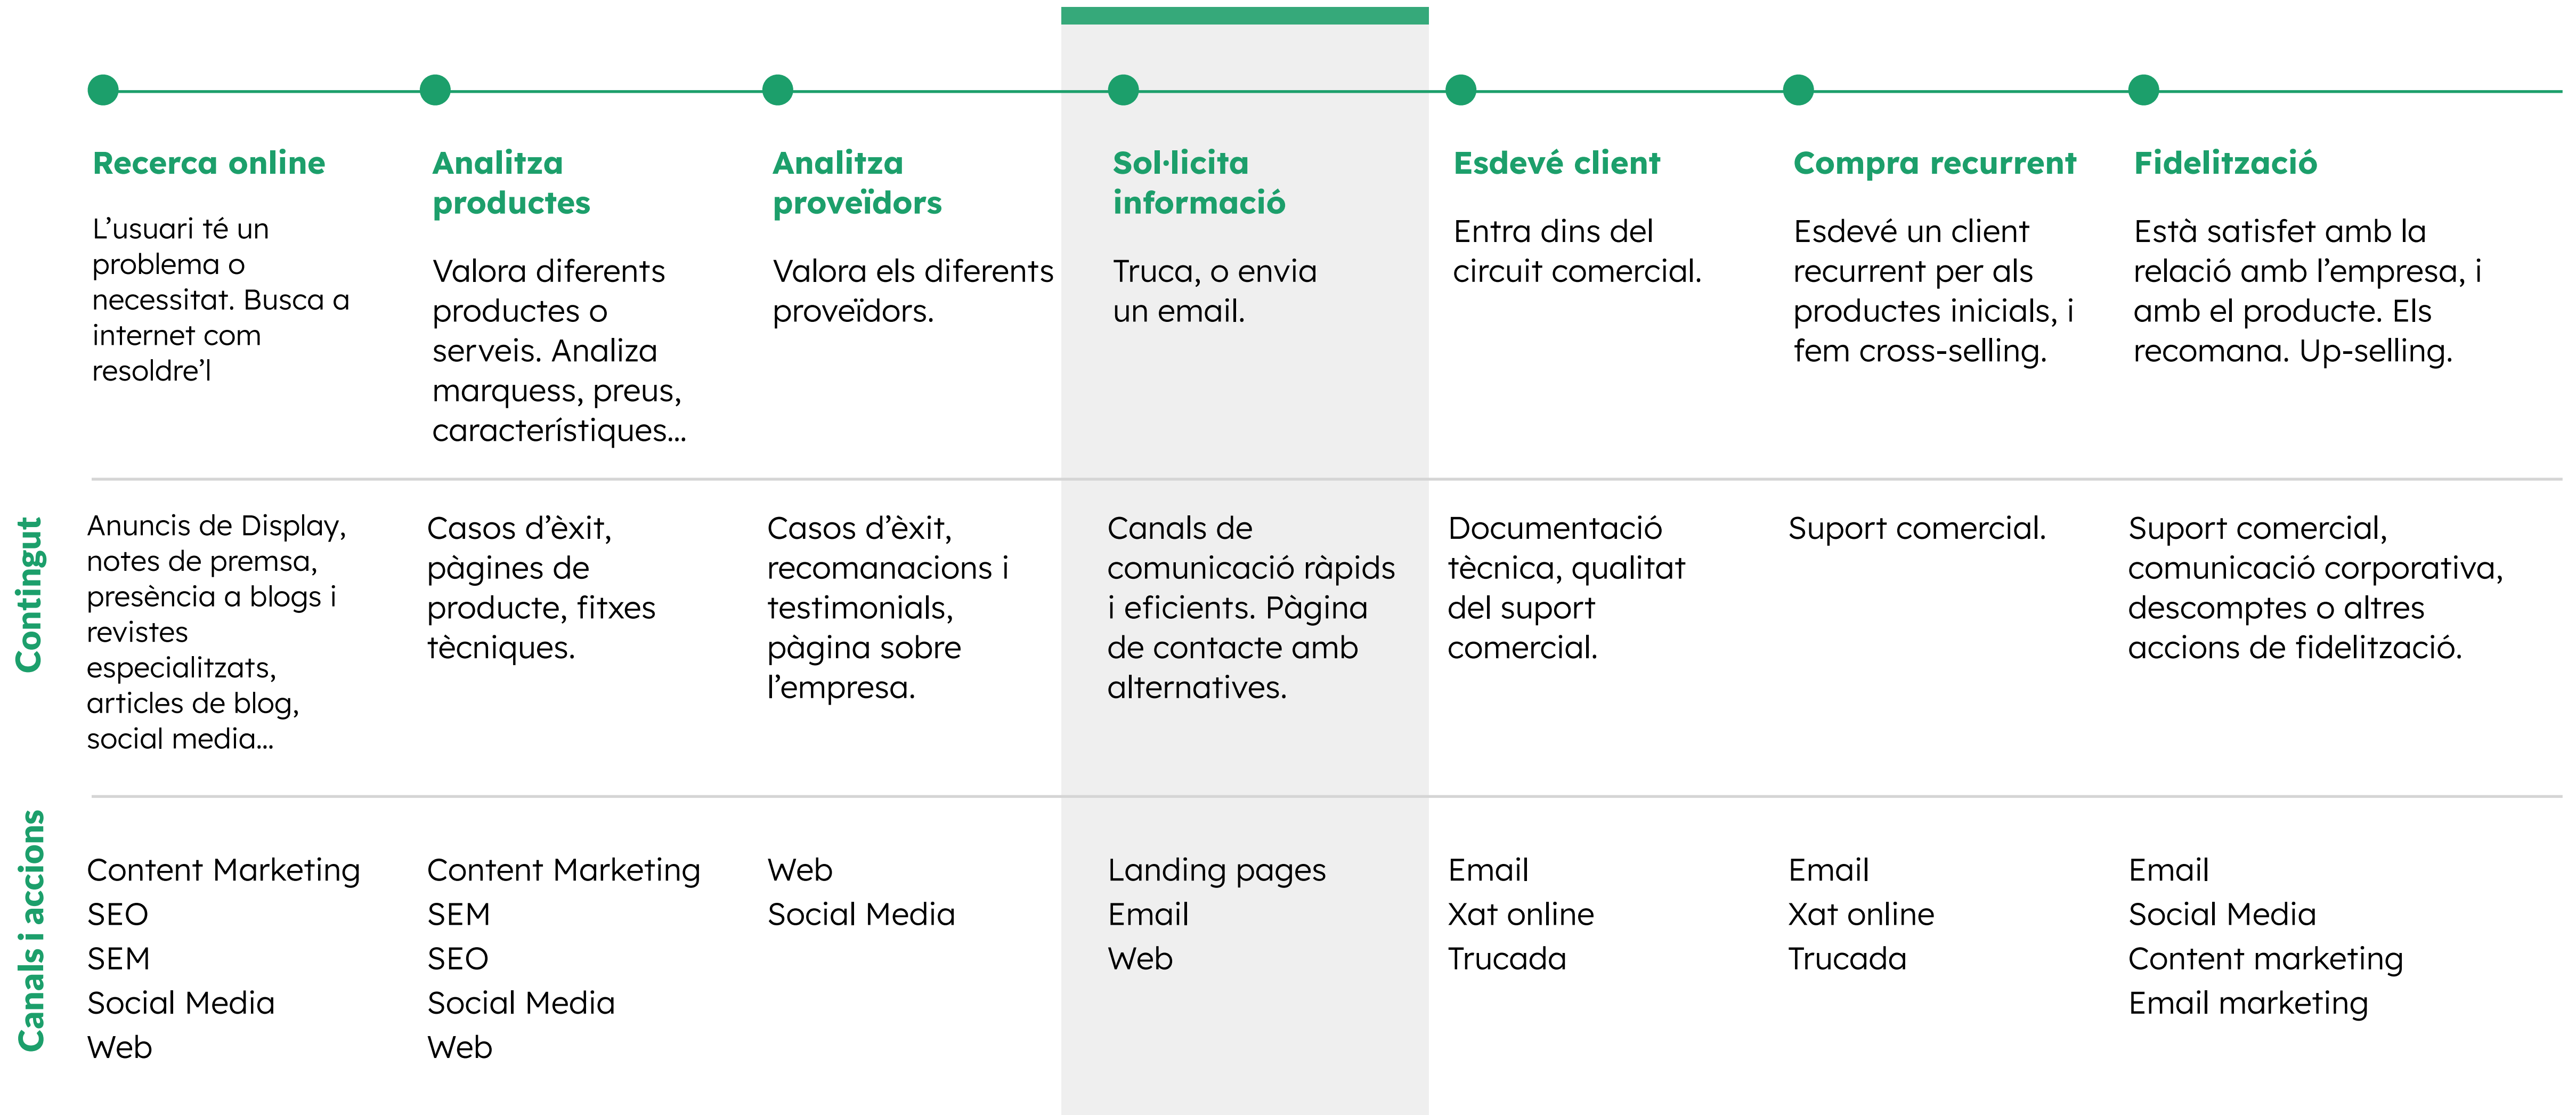 Recerca online
L'usuari té un
problema o
necessitat. Busca a
internet com
resoldre'l
Analitza
productes
Valora diferents
productes o
serveis. Analiza
marquess, preus,
característiques...
Analitza
proveïdors
Valora els diferents
proveïdors.
Sol·licita
informació
Truca, o envia
un email.
Esdevé client
Entra dins del
circuit comercial.
Compra recurrent
Esdevé un client
recurrent per als
productes inicials, i
fem cross-selling.
Fidelització
Està satisfet amb la
relació amb l'empresa, i
amb el producte. Els
recomana. Up-selling.
Contingut
Anuncis de Display,
notes de premsa,
presència a blogs i
revistes
especialitzats,
articles de blog,
social media...
Casos d'èxit,
pàgines de
producte, fitxes
tècniques.
Casos d'èxit,
recomanacions i
testimonials,
pàgina sobre
l'empresa.
Canals de
comunicació ràpids
i eficients. Pàgina
de contacte amb
alternatives.
Documentació
tècnica, qualitat
del suport
comercial.
Suport comercial.
Suport comercial,
comunicació corporativa,
descomptes o altres
accions de fidelització.
Canals i accions
Content Marketing
SEO
SEM
Social Media
Web
Content Marketing
SEM
SEO
Social Media
Web
Web
Social Media
Landing pages
Email
Web
Email
Xat online
Trucada
Email
Xat online
Trucada
Email
Social Media
Content marketing
Email marketing